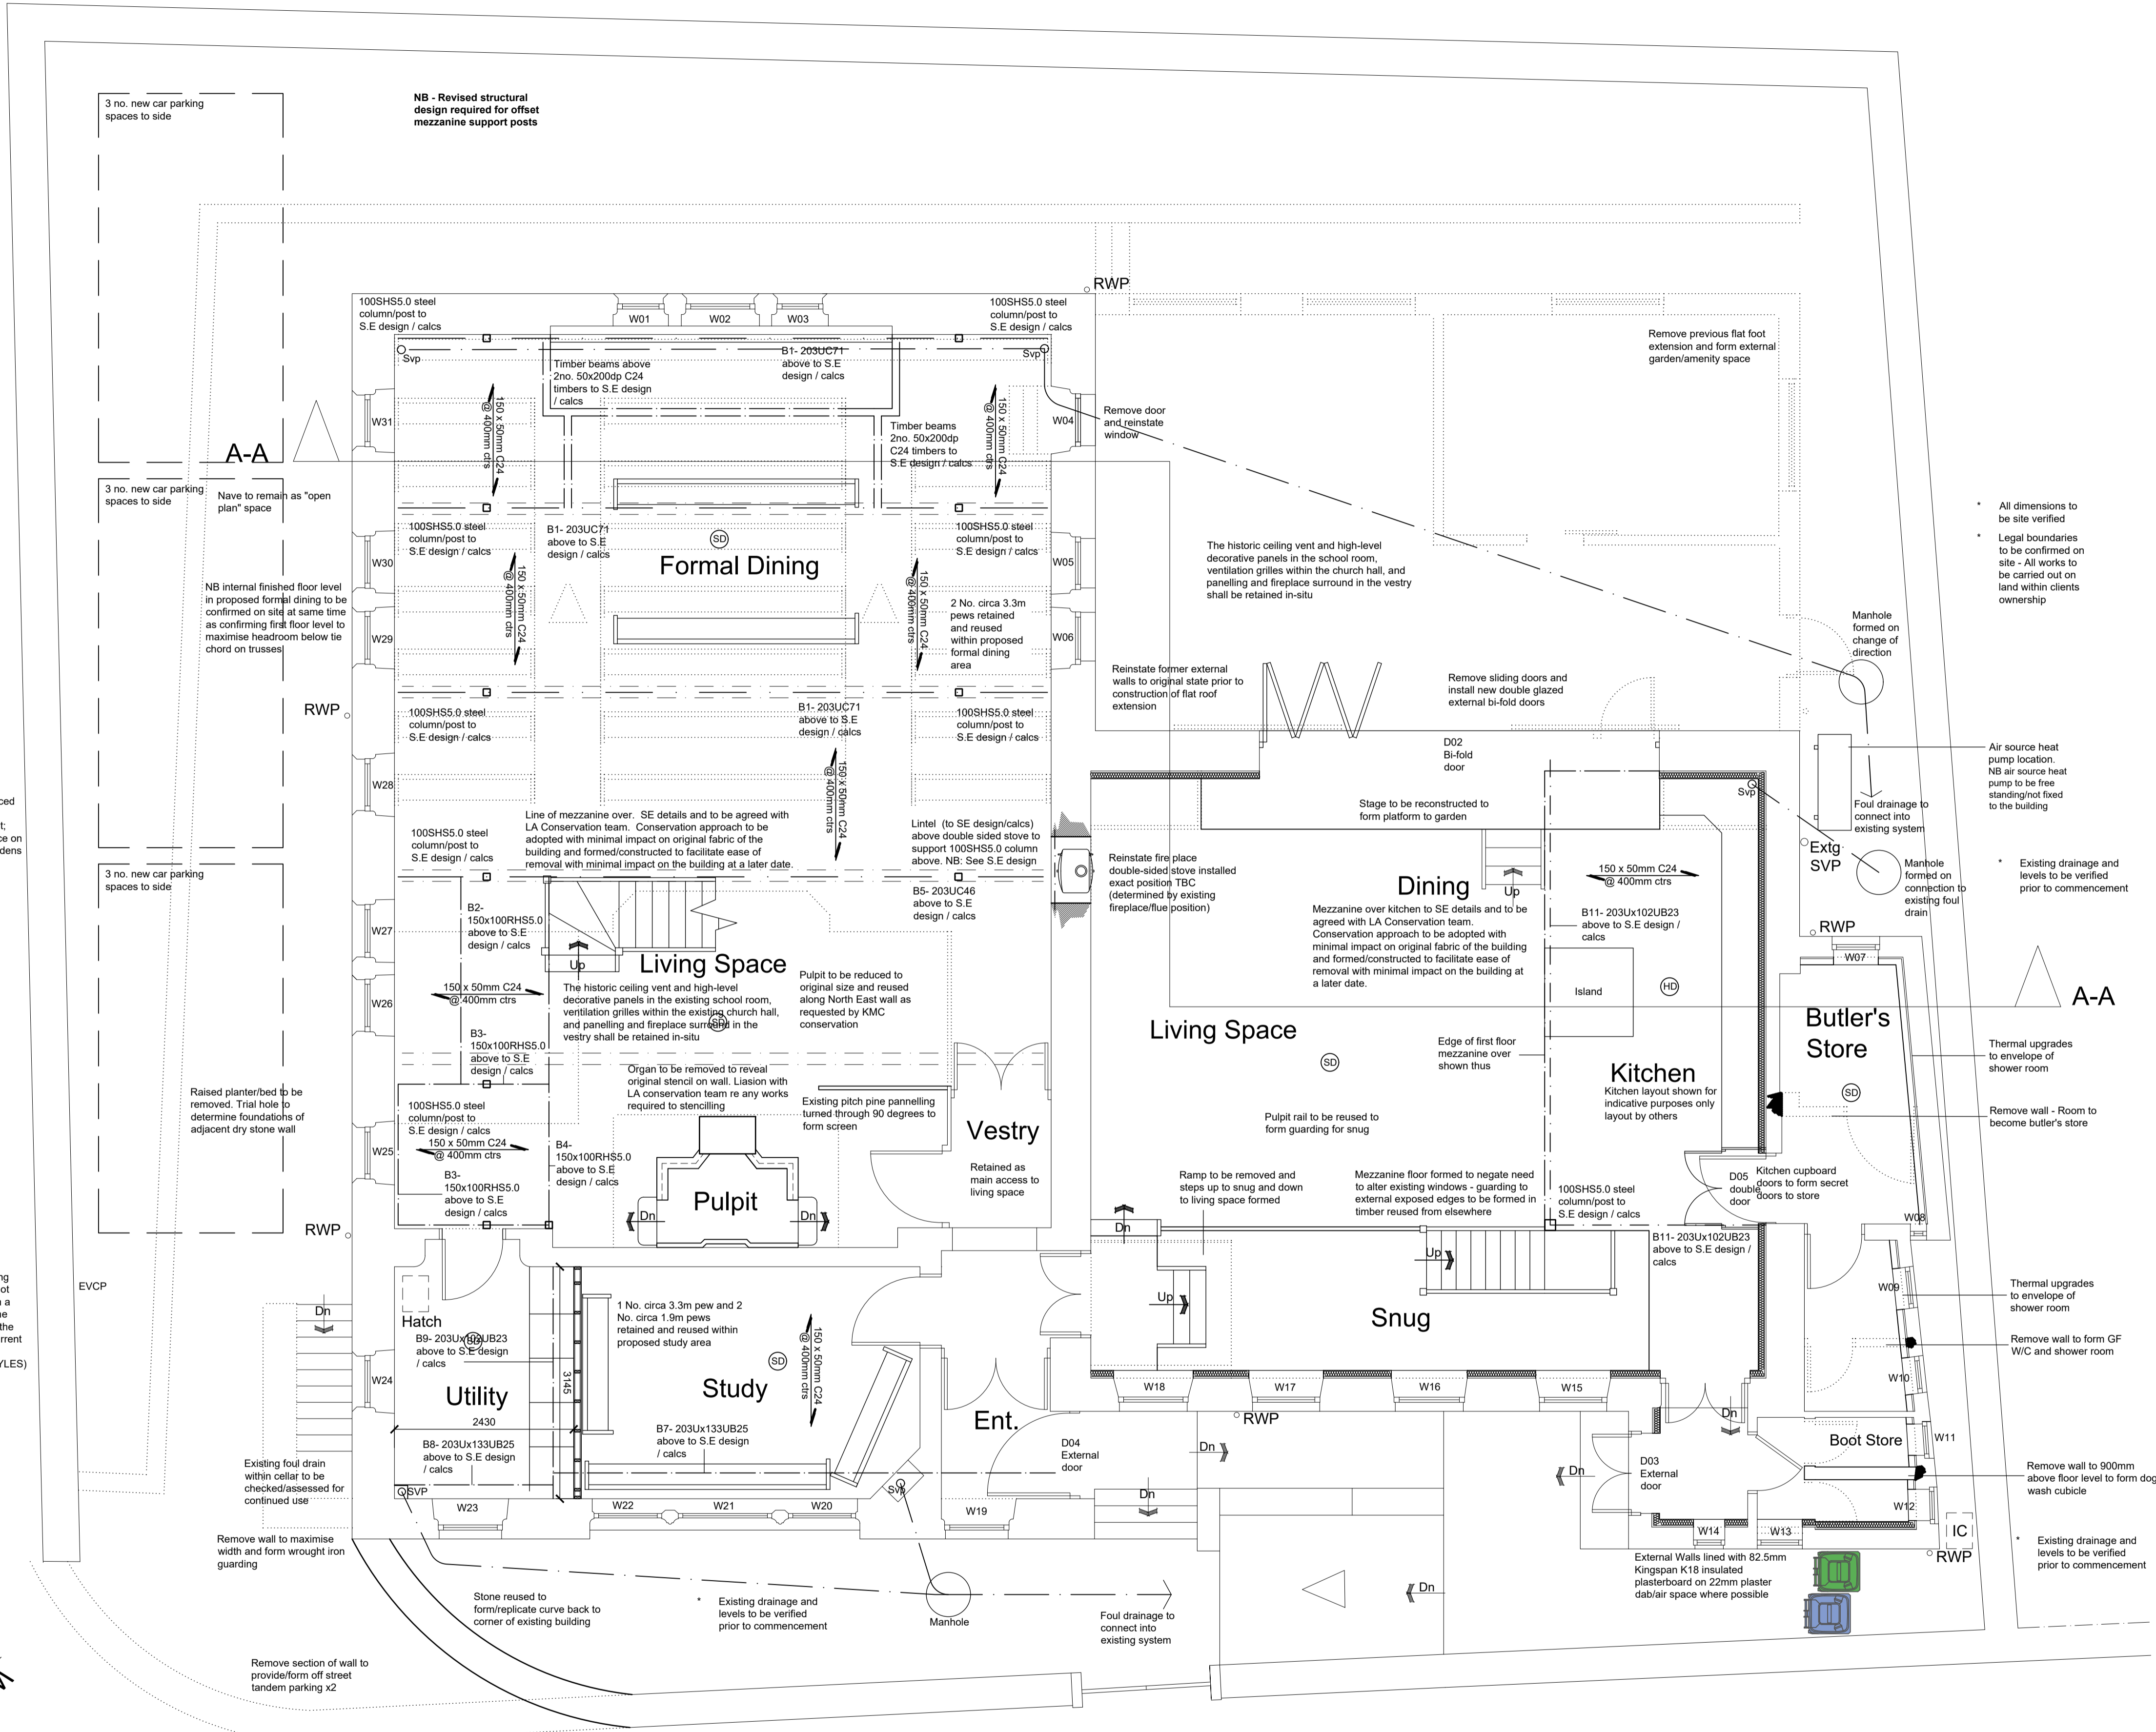 3 no. new car parking
spaces to side
NB - Revised structural
design required for offset
mezzanine support posts
RWP
100SHS5.0 steel
column/post to
S.E design / calcs
W01
W02
W03
100SHS5.0 steel
column/post to
S.E design / calcs
Remove previous flat foot
extension and form external
garden/amenity space
Svp
Timber beams above
2no. 50x200dp C24
timbers to S.E design
/ calcs
B1- 203UC71
above to S.E
design / calcs
Svp
W31
150 x 50mm C24
@ 400mm ctrs
150 x 50mm C24
@ 400mm ctrs
W04
Remove door
and reinstate
window
Timber beams
2no. 50x200dp
C24 timbers to
S.E design / calcs
A-A
3 no. new car parking
spaces to side
Nave to remain as "open
plan" space
* All dimensions to
be site verified
* Legal boundaries
to be confirmed on
site - All works to
be carried out on
land within clients
ownership
100SHS5.0 steel
column/post to
S.E design / calcs
B1- 203UC71
above to S.E
design / calcs
SD
100SHS5.0 steel
column/post to
S.E design / calcs
Formal Dining
W30
W05
The historic ceiling vent and high-level
decorative panels in the school room,
ventilation grilles within the church hall, and
panelling and fireplace surround in the vestry
shall be retained in-situ
NB internal finished floor level
in proposed formal dining to be
confirmed on site at same time
as confirming first floor level to
maximise headroom below tie
chord on trusses
150 x 50mm C24
@ 400mm ctrs
150 x 50mm C24
@ 400mm ctrs
2 No. circa 3.3m
pews retained
and reused
within proposed
formal dining
area
W29
W06
Manhole
formed on
change of
direction
Reinstate former external
walls to original state prior to
construction of flat roof
extension
Remove sliding doors and
install new double glazed
external bi-fold doors
RWP
100SHS5.0 steel
column/post to
S.E design / calcs
B1- 203UC71
above to S.E
design / calcs
100SHS5.0 steel
column/post to
S.E design / calcs
D02
Bi-fold
door
Air source heat
pump location.
NB air source heat
pump to be free
standing/not fixed
to the building
W28
150 x 50mm C24
@ 400mm ctrs
Svp
Stage to be reconstructed to
form platform to garden
Foul drainage to
connect into
existing system
ced
t;
ce on
dens
Line of mezzanine over. SE details and to be agreed with
LA Conservation team. Conservation approach to be
adopted with minimal impact on original fabric of the
building and formed/constructed to facilitate ease of
removal with minimal impact on the building at a later date.
100SHS5.0 steel
column/post to
S.E design / calcs
Lintel (to SE design/calcs)
above double sided stove to
support 100SHS5.0 column
above. NB: See S.E design
Extg
SVP
Reinstate fire place
double-sided stove installed
exact position TBC
(determined by existing
fireplace/flue position)
Manhole
formed on
connection to
existing foul
drain
* Existing drainage and
levels to be verified
prior to commencement
3 no. new car parking
spaces to side
150 x 50mm C24
@ 400mm ctrs
Dining
Up
B5- 203UC46
above to S.E
design / calcs
B2-
150x100RHS5.0
above to S.E
design / calcs
Mezzanine over kitchen to SE details and to be
agreed with LA Conservation team.
Conservation approach to be adopted with
minimal impact on original fabric of the building
and formed/constructed to facilitate ease of
removal with minimal impact on the building at
a later date.
B11- 203Ux102UB23
above to S.E design /
calcs
W27
RWP
W07
Up
Living Space
Pulpit to be reduced to
original size and reused
along North East wall as
requested by KMC
conservation
150 x 50mm C24
@ 400mm ctrs
W26
The historic ceiling vent and high-level
decorative panels in the existing school room,
ventilation grilles within the existing church hall,
and panelling and fireplace surround in the
vestry shall be retained in-situ
SD
Island
HD
A-A
Butler's
Store
Living Space
B3-
150x100RHS5.0
above to S.E
design / calcs
Edge of first floor
mezzanine over
shown thus
SD
Thermal upgrades
to envelope of
shower room
Organ to be removed to reveal
original stencil on wall. Liasion with
LA conservation team re any works
required to stencilling
Kitchen
Kitchen layout shown for
indicative purposes only
layout by others
SD
Raised planter/bed to be
removed. Trial hole to
determine foundations of
adjacent dry stone wall
100SHS5.0 steel
column/post to
S.E design / calcs
Existing pitch pine pannelling
turned through 90 degrees to
form screen
Pulpit rail to be reused to
form guarding for snug
Remove wall - Room to
become butler's store
Vestry
Retained as
main access to
living space
W25
150 x 50mm C24
@ 400mm ctrs
B4-
150x100RHS5.0
above to S.E
design / calcs
B3-
150x100RHS5.0
above to S.E
design / calcs
Pulpit
Dn
Dn
Ramp to be removed and
steps up to snug and down
to living space formed
Mezzanine floor formed to negate need
to alter existing windows - guarding to
external exposed edges to be formed in
timber reused from elsewhere
100SHS5.0 steel
column/post to
S.E design / calcs
D05
double
door
Kitchen cupboard
doors to form secret
doors to store
RWP
Dn
W08
B11- 203Ux102UB23
above to S.E design /
calcs
Up
EVCP
ng
ot
n a
ne
the
rrent
YLES)
Dn
Hatch
B9- 203Ux102UB23
above to S.E design
/ calcs
SD
1 No. circa 3.3m pew and 2
No. circa 1.9m pews
retained and reused within
proposed study area
150 x 50mm C24
@ 400mm ctrs
Up
Snug
W09
Thermal upgrades
to envelope of
shower room
Remove wall to form GF
W/C and shower room
SD
W24
Utility
3145
Study
W18
W17
W16
W15
W10
2430
Ent.
RWP
Dn
B8- 203Ux133UB25
above to S.E design
/ calcs
B7- 203Ux133UB25
above to S.E design
/ calcs
D04
External
door
Dn
Boot Store
W11
Existing foul drain
within cellar to be
checked/assessed for
continued use
Dn
D03
External
door
Remove wall to 900mm
above floor level to form dog
wash cubicle
SVP
Svp
Dn
W23
W22
W21
W20
W19
W12
W14
W13
IC
Remove wall to maximise
width and form wrought iron
guarding
RWP
* Existing drainage and
levels to be verified
prior to commencement
External Walls lined with 82.5mm
Kingspan K18 insulated
plasterboard on 22mm plaster
dab/air space where possible
Stone reused to
form/replicate curve back to
corner of existing building
* Existing drainage and
levels to be verified
prior to commencement
Manhole
Foul drainage to
connect into
existing system
Dn
Remove section of wall to
provide/form off street
tandem parking x2